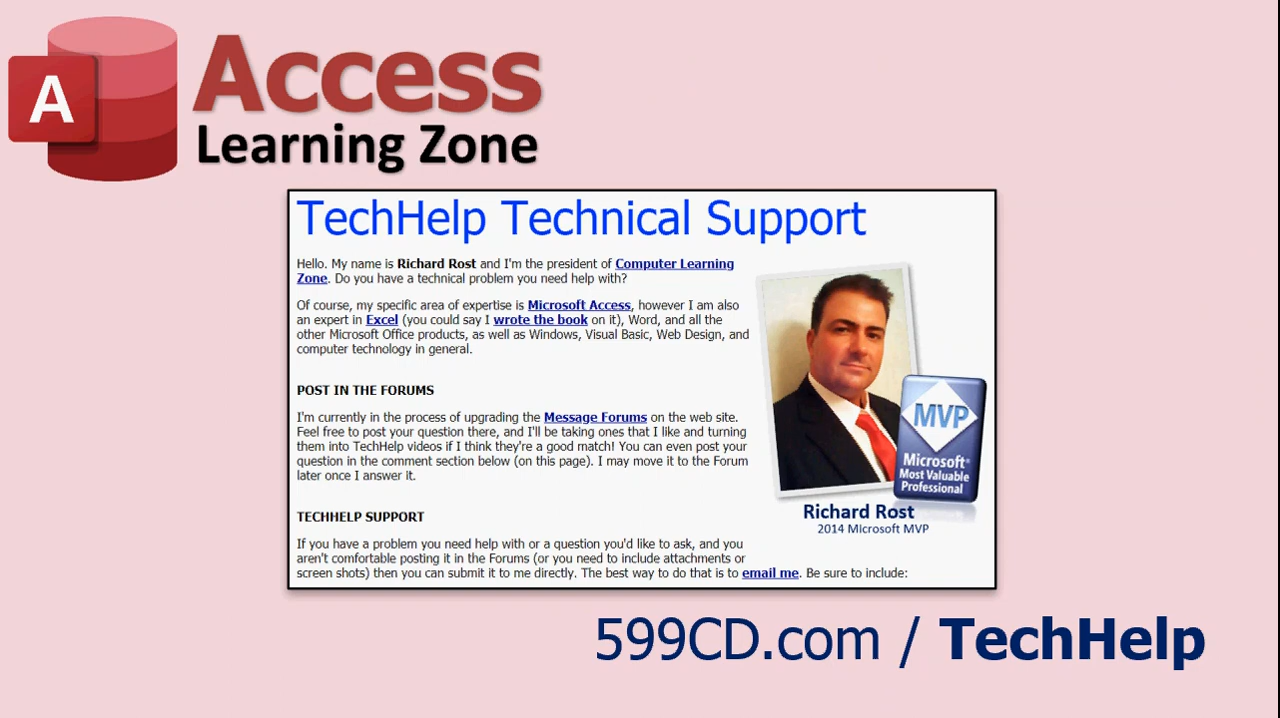 A
Access
Learning Zone
TechHelp Technical Support
Hello. My name is Richard Rost and I'm the president of Computer Learning
Zone. Do you have a technical problem you need help with?
Of course, my specific area of expertise is Microsoft Access, however I am also
an expert in Excel (you could say I wrote the book on it), Word, and all the
other Microsoft Office products, as well as Windows, Visual Basic, Web Design, and
computer technology in general.
POST IN THE FORUMS
I'm currently in the process of upgrading the Message Forums on the web site.
Feel free to post your question there, and I'll be taking ones that I like and turning
them into TechHelp videos if I think they're a good match! You can even post your
question in the comment section below (on this page). I may move it to the Forum
later once I answer it.
TECHHELP SUPPORT
If you have a problem you need help with or a question you'd like to ask, and you
aren't comfortable posting it in the Forums (or you need to include attachments or
screen shots) then you can submit it to me directly. The best way to do that is to email me. Be sure to include:
MVP
Microsoft®
Most Valuable
Professional
Richard Rost
2014 Microsoft MVP
599CD.com / TechHelp